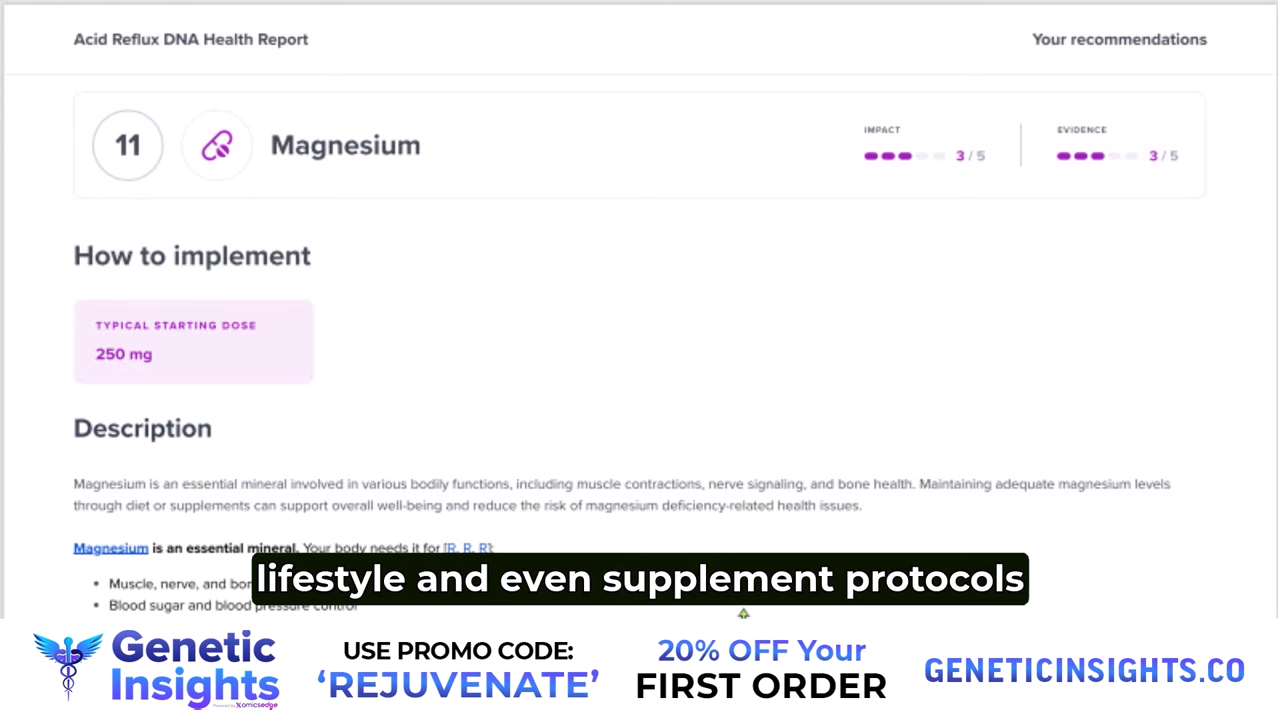 Acid Reflux DNA Health Report
Your recommendations
11
Magnesium
IMPACT
3 / 5
EVIDENCE
3 / 5
How to implement
TYPICAL STARTING DOSE
250 mg
Description
Magnesium is an essential mineral involved in various bodily functions, including muscle contractions, nerve signaling, and bone health. Maintaining adequate magnesium levels
through diet or supplements can support overall well-being and reduce the risk of magnesium deficiency-related health issues.
Magnesium is an essential mineral. Your body needs it for [R, R, R]:
• Muscle, nerve, and
• Blood sugar and blood pressure control
lifestyle and even supplement protocols
Genetic
Insights
Powered by Xomicsedge
USE PROMO CODE:
‘REJUVENATE’
20% OFF Your
FIRST ORDER
GENETICINSIGHTS.CO